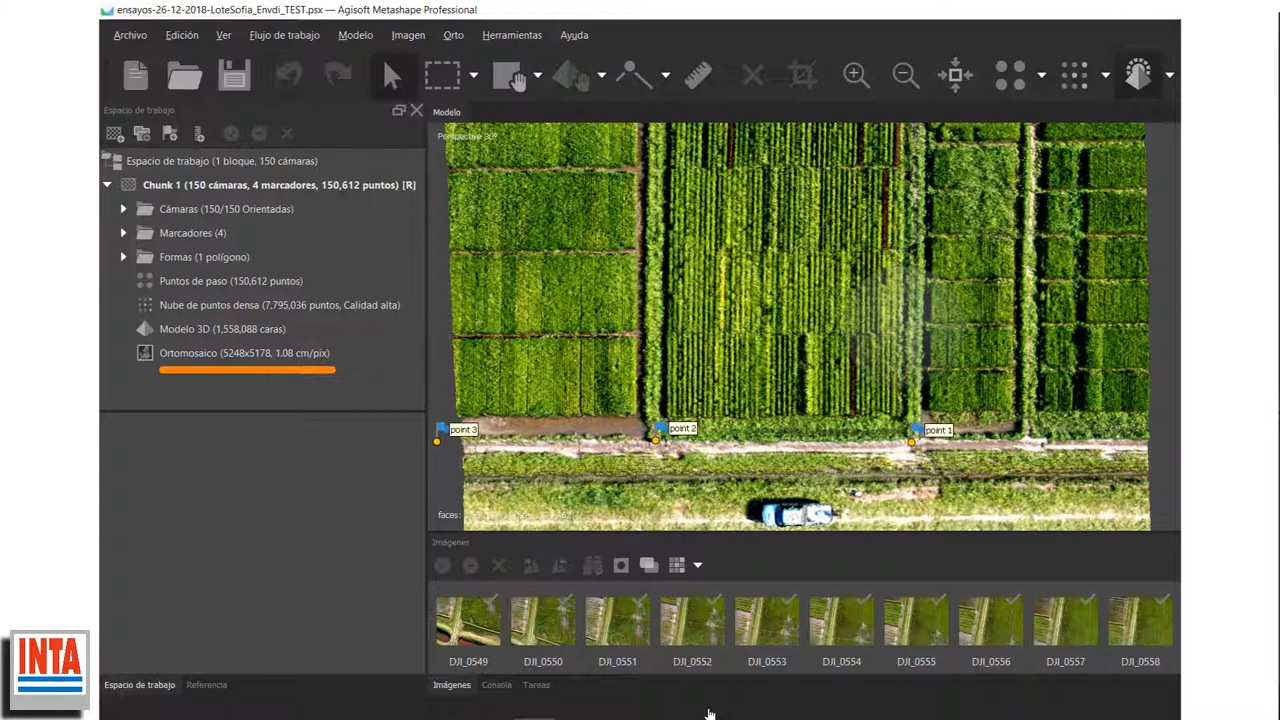 ensayos-26-12-2018-LoteSofia_Envdi_TEST.psx — Agisoft Metashape Professional
Archivo Edición Ver Flujo de trabajo Modelo Imagen Orto Herramientas Ayuda
Espacio de trabajo
Modelo
Perspective 30°
Espacio de trabajo (1 bloque, 150 cámaras)
Chunk 1 (150 cámaras, 4 marcadores, 150,612 puntos) [R]
Cámaras (150/150 Orientadas)
Marcadores (4)
Formas (1 polígono)
Puntos de paso (150,612 puntos)
Nube de puntos densa (7,795,036 puntos, Calidad alta)
Modelo 3D (1,558,088 caras)
Ortomosaico (5248x5178, 1.08 cm/pix)
point 3
point 2
point 1
faces:
Imágenes
DJI_0549 DJI_0550 DJI_0551 DJI_0552 DJI_0553 DJI_0554 DJI_0555 DJI_0556 DJI_0557 DJI_0558
Espacio de trabajo Referencia
Imágenes Consola Tareas
INTA